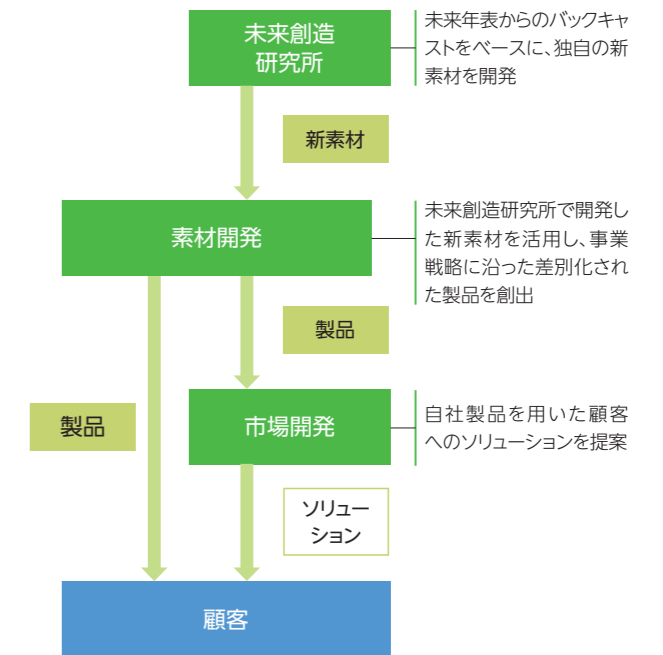 未来創造
研究所
未来年表からのバックキャ
ストをベースに、独自の新
素材を開発
新素材
素材開発
未来創造研究所で開発し
た新素材を活用し、事業
戦略に沿った差別化され
た製品を創出
製品
製品
市場開発
自社製品を用いた顧客
へのソリューションを提案
ソリュー
ション
顧客